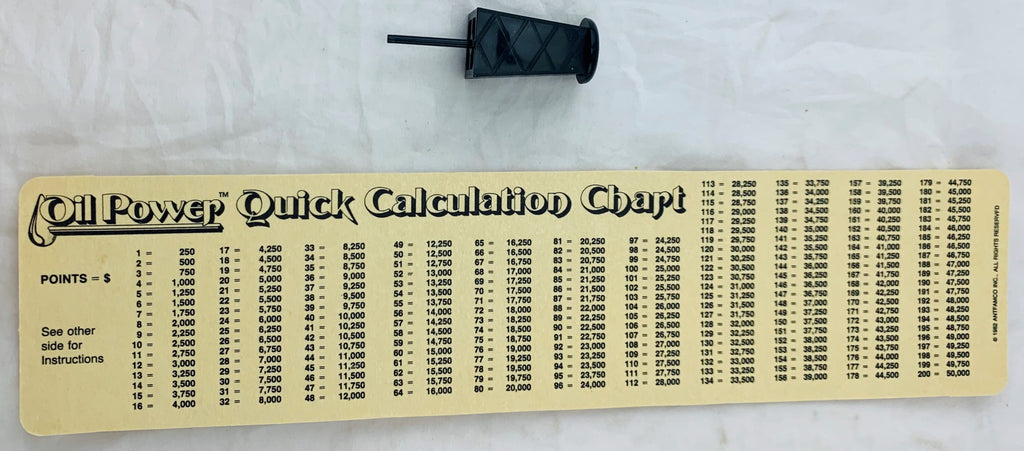 Oil Power™ Quick Calculation Chart
POINTS = $
See other
side for
Instructions
1 = 250
2 = 500
3 = 750
4 = 1,000
5 = 1,250
6 = 1,500
7 = 1,750
8 = 2,000
9 = 2,250
10 = 2,500
11 = 2,750
12 = 3,000
13 = 3,250
14 = 3,500
15 = 3,750
16 = 4,000
17 = 4,250
18 = 4,500
19 = 4,750
20 = 5,000
21 = 5,250
22 = 5,500
23 = 5,750
24 = 6,000
25 = 6,250
26 = 6,500
27 = 6,750
28 = 7,000
29 = 7,250
30 = 7,500
31 = 7,750
32 = 8,000
33 = 8,250
34 = 8,500
35 = 8,750
36 = 9,000
37 = 9,250
38 = 9,500
39 = 9,750
40 = 10,000
41 = 10,250
42 = 10,500
43 = 10,750
44 = 11,000
45 = 11,250
46 = 11,500
47 = 11,750
48 = 12,000
49 = 12,250
50 = 12,500
51 = 12,750
52 = 13,000
53 = 13,250
54 = 13,500
55 = 13,750
56 = 14,000
57 = 14,250
58 = 14,500
59 = 14,750
60 = 15,000
61 = 15,250
62 = 15,500
63 = 15,750
64 = 16,000
65 = 16,250
66 = 16,500
67 = 16,750
68 = 17,000
69 = 17,250
70 = 17,500
71 = 17,750
72 = 18,000
73 = 18,250
74 = 18,500
75 = 18,750
76 = 19,000
77 = 19,250
78 = 19,500
79 = 19,750
80 = 20,000
81 = 20,250
82 = 20,500
83 = 20,750
84 = 21,000
85 = 21,250
86 = 21,500
87 = 21,750
88 = 22,000
89 = 22,250
90 = 22,500
91 = 22,750
92 = 23,000
93 = 23,250
94 = 23,500
95 = 23,750
96 = 24,000
97 = 24,250
98 = 24,500
99 = 24,750
100 = 25,000
101 = 25,250
102 = 25,500
103 = 25,750
104 = 26,000
105 = 26,250
106 = 26,500
107 = 26,750
108 = 27,000
109 = 27,250
110 = 27,500
111 = 27,750
112 = 28,000
113 = 28,250
114 = 28,500
115 = 28,750
116 = 29,000
117 = 29,250
118 = 29,500
119 = 29,750
120 = 30,000
121 = 30,250
122 = 30,500
123 = 30,750
124 = 31,000
125 = 31,250
126 = 31,500
127 = 31,750
128 = 32,000
129 = 32,250
130 = 32,500
131 = 32,750
132 = 33,000
133 = 33,250
134 = 33,500
135 = 33,750
136 = 34,000
137 = 34,250
138 = 34,500
139 = 34,750
140 = 35,000
141 = 35,250
142 = 35,500
143 = 35,750
144 = 36,000
145 = 36,250
146 = 36,500
147 = 36,750
148 = 37,000
149 = 37,250
150 = 37,500
151 = 37,750
152 = 38,000
153 = 38,250
154 = 38,500
155 = 38,750
156 = 39,000
157 = 39,250
158 = 39,500
159 = 39,750
160 = 40,000
161 = 40,250
162 = 40,500
163 = 40,750
164 = 41,000
165 = 41,250
166 = 41,500
167 = 41,750
168 = 42,000
169 = 42,250
170 = 42,500
171 = 42,750
172 = 43,000
173 = 43,250
174 = 43,500
175 = 43,750
176 = 44,000
177 = 44,250
178 = 44,500
179 = 44,750
180 = 45,000
181 = 45,250
182 = 45,500
183 = 45,750
184 = 46,000
185 = 46,250
186 = 46,500
187 = 46,750
188 = 47,000
189 = 47,250
190 = 47,500
191 = 47,750
192 = 48,000
193 = 48,250
194 = 48,500
195 = 48,750
196 = 49,000
197 = 49,250
198 = 49,500
199 = 49,750
200 = 50,000
© 1982 ANTFAMCO INC., ALL RIGHTS RESERVED